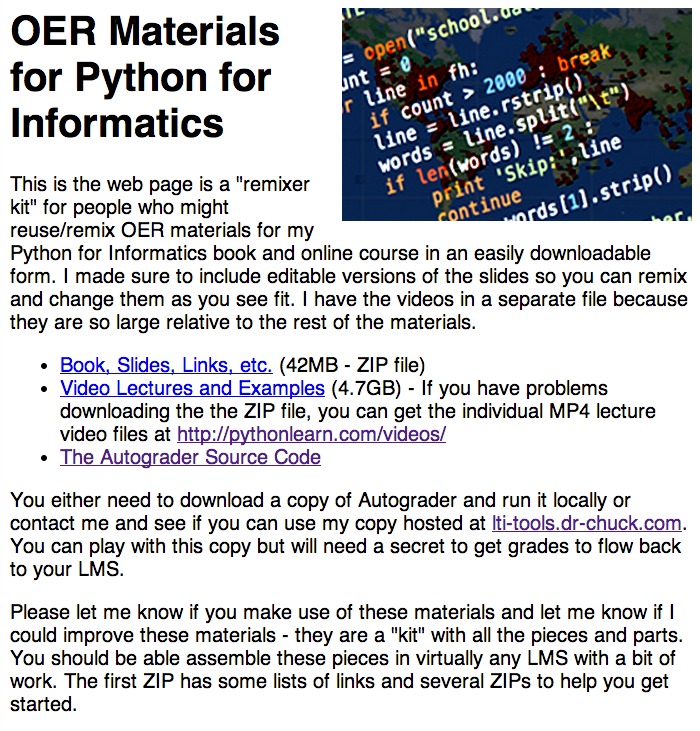 OER Materials
for Python for
Informatics
= open("school.dat
unt = 0
r line in fh:
if count > 2000 : break
line = line.rstrip()
words = line.split("\t")
if len(words) != 2 :
print 'Skip:',line
continue
words[1].strip()
This is the web page is a "remixer
kit" for people who might
reuse/remix OER materials for my
Python for Informatics book and online course in an easily downloadable
form. I made sure to include editable versions of the slides so you can remix
and change them as you see fit. I have the videos in a separate file because
they are so large relative to the rest of the materials.
• Book, Slides, Links, etc. (42MB - ZIP file)
• Video Lectures and Examples (4.7GB) - If you have problems
downloading the the ZIP file, you can get the individual MP4 lecture
video files at http://pythonlearn.com/videos/
• The Autograder Source Code
You either need to download a copy of Autograder and run it locally or
contact me and see if you can use my copy hosted at lti-tools.dr-chuck.com.
You can play with this copy but will need a secret to get grades to flow back
to your LMS.
Please let me know if you make use of these materials and let me know if I
could improve these materials - they are a "kit" with all the pieces and parts.
You should be able assemble these pieces in virtually any LMS with a bit of
work. The first ZIP has some lists of links and several ZIPs to help you get
started.